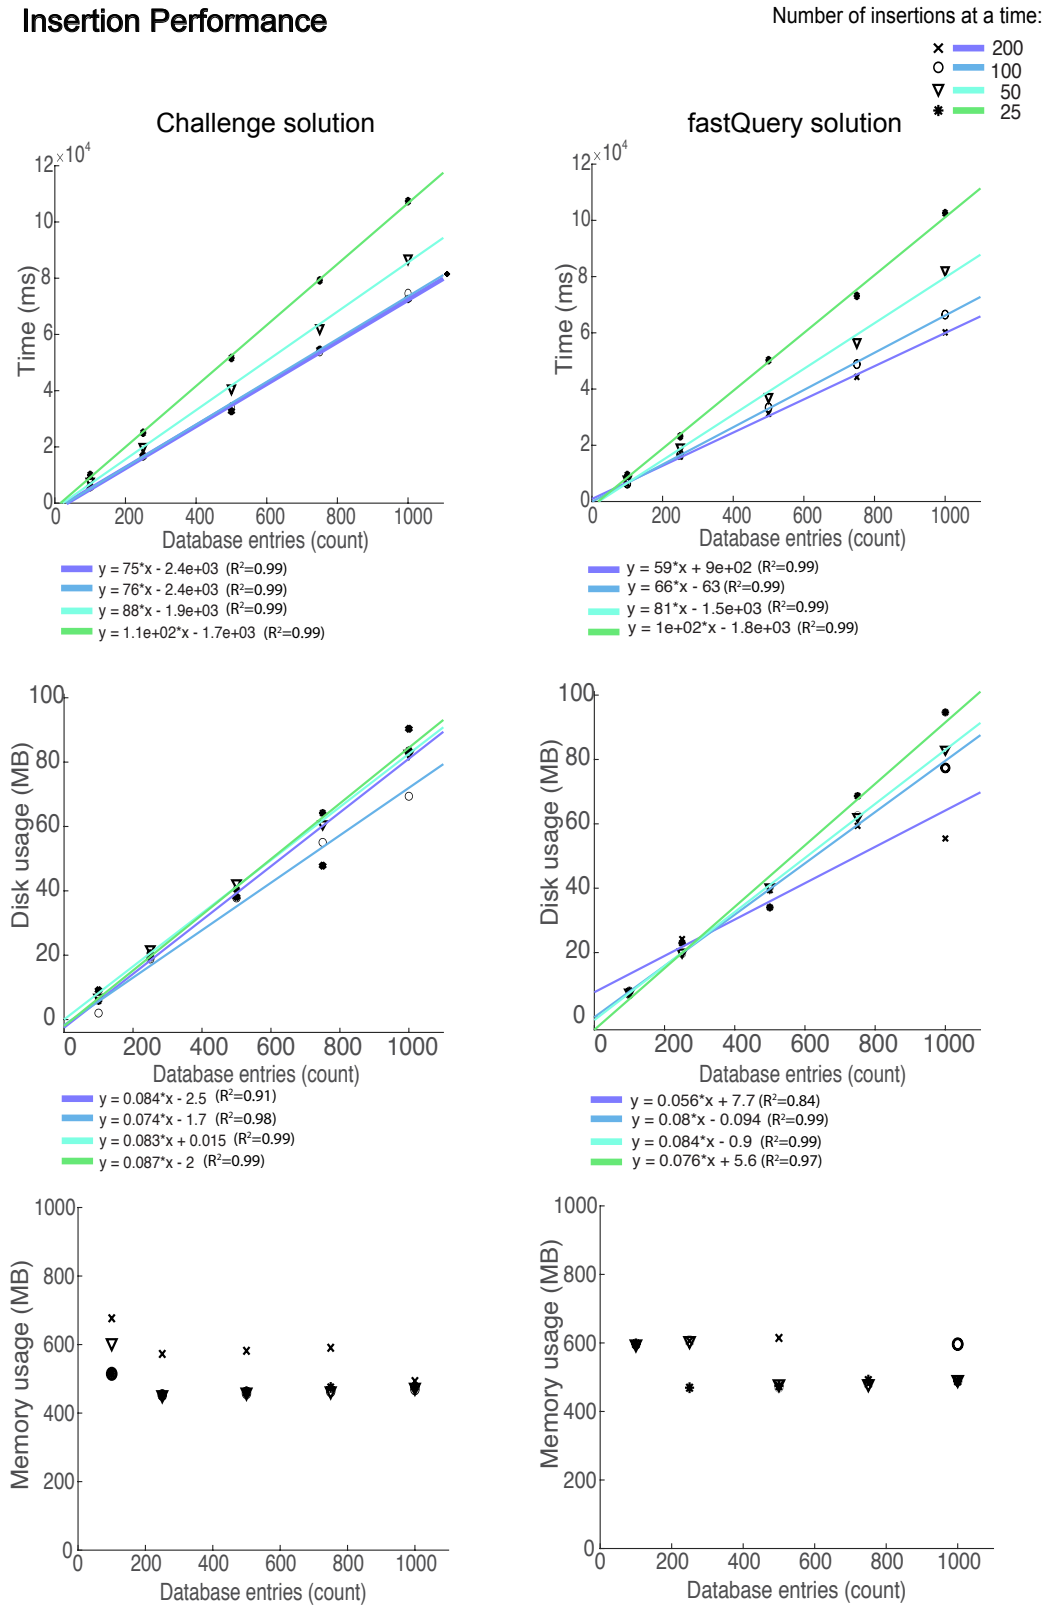 Insertion Performance
Number of insertions at a time:
200
100
50
25
Challenge solution
fastQuery solution
12×10⁴
10
8
6
4
2
0
Time (ms)
200 400 600 800 1000
Database entries (count)
y = 75*x - 2.4e+03 (R²=0.99)
y = 76*x - 2.4e+03 (R²=0.99)
y = 88*x - 1.9e+03 (R²=0.99)
y = 1.1e+02*x - 1.7e+03 (R²=0.99)
12×10⁴
10
8
6
4
2
0
Time (ms)
0 200 400 600 800 1000
Database entries (count)
y = 59*x + 9e+02 (R²=0.99)
y = 66*x - 63 (R²=0.99)
y = 81*x - 1.5e+03 (R²=0.99)
y = 1e+02*x - 1.8e+03 (R²=0.99)
100
80
60
40
20
0
Disk usage (MB)
0 200 400 600 800 1000
Database entries (count)
y = 0.084*x - 2.5 (R²=0.91)
y = 0.074*x - 1.7 (R²=0.98)
y = 0.083*x + 0.015 (R²=0.99)
y = 0.087*x - 2 (R²=0.99)
100
80
60
40
20
0
Disk usage (MB)
0 200 400 600 800 1000
Database entries (count)
y = 0.056*x + 7.7 (R²=0.84)
y = 0.08*x - 0.094 (R²=0.99)
y = 0.084*x - 0.9 (R²=0.99)
y = 0.076*x + 5.6 (R²=0.97)
1000
800
600
400
200
0
Memory usage (MB)
0 200 400 600 800 1000
Database entries (count)
1000
800
600
400
200
0
Memory usage (MB)
0 200 400 600 800 1000
Database entries (count)